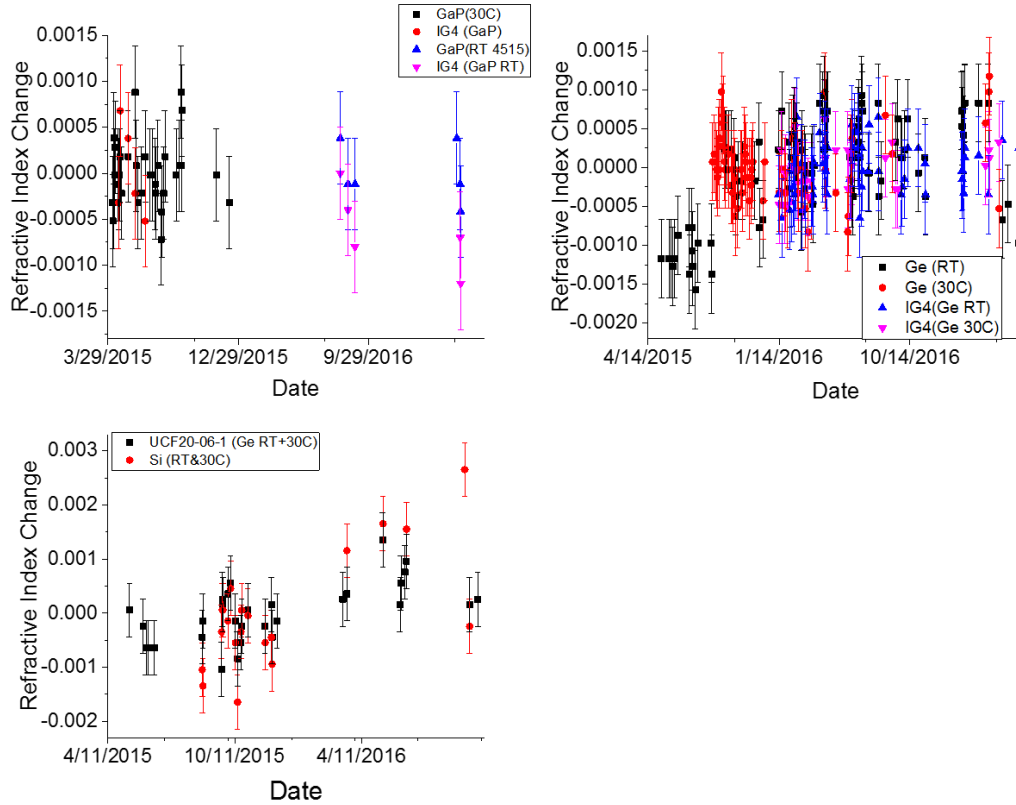 GaP(30C)
IG4 (GaP)
GaP(RT 4515)
IG4 (GaP RT)
0.0015
0.0010
0.0005
0.0000
-0.0005
-0.0010
-0.0015
Refractive Index Change
3/29/2015 12/29/2015 9/29/2016
Date
0.0015
0.0010
0.0005
0.0000
-0.0005
-0.0010
-0.0015
-0.0020
Refractive Index Change
Ge (RT)
Ge (30C)
IG4(Ge RT)
IG4(Ge 30C)
4/14/2015 1/14/2016 10/14/2016
Date
UCF20-06-1 (Ge RT+30C)
Si (RT&30C)
0.003
0.002
0.001
0.000
-0.001
-0.002
Refractive Index Change
4/11/2015 10/11/2015 4/11/2016
Date